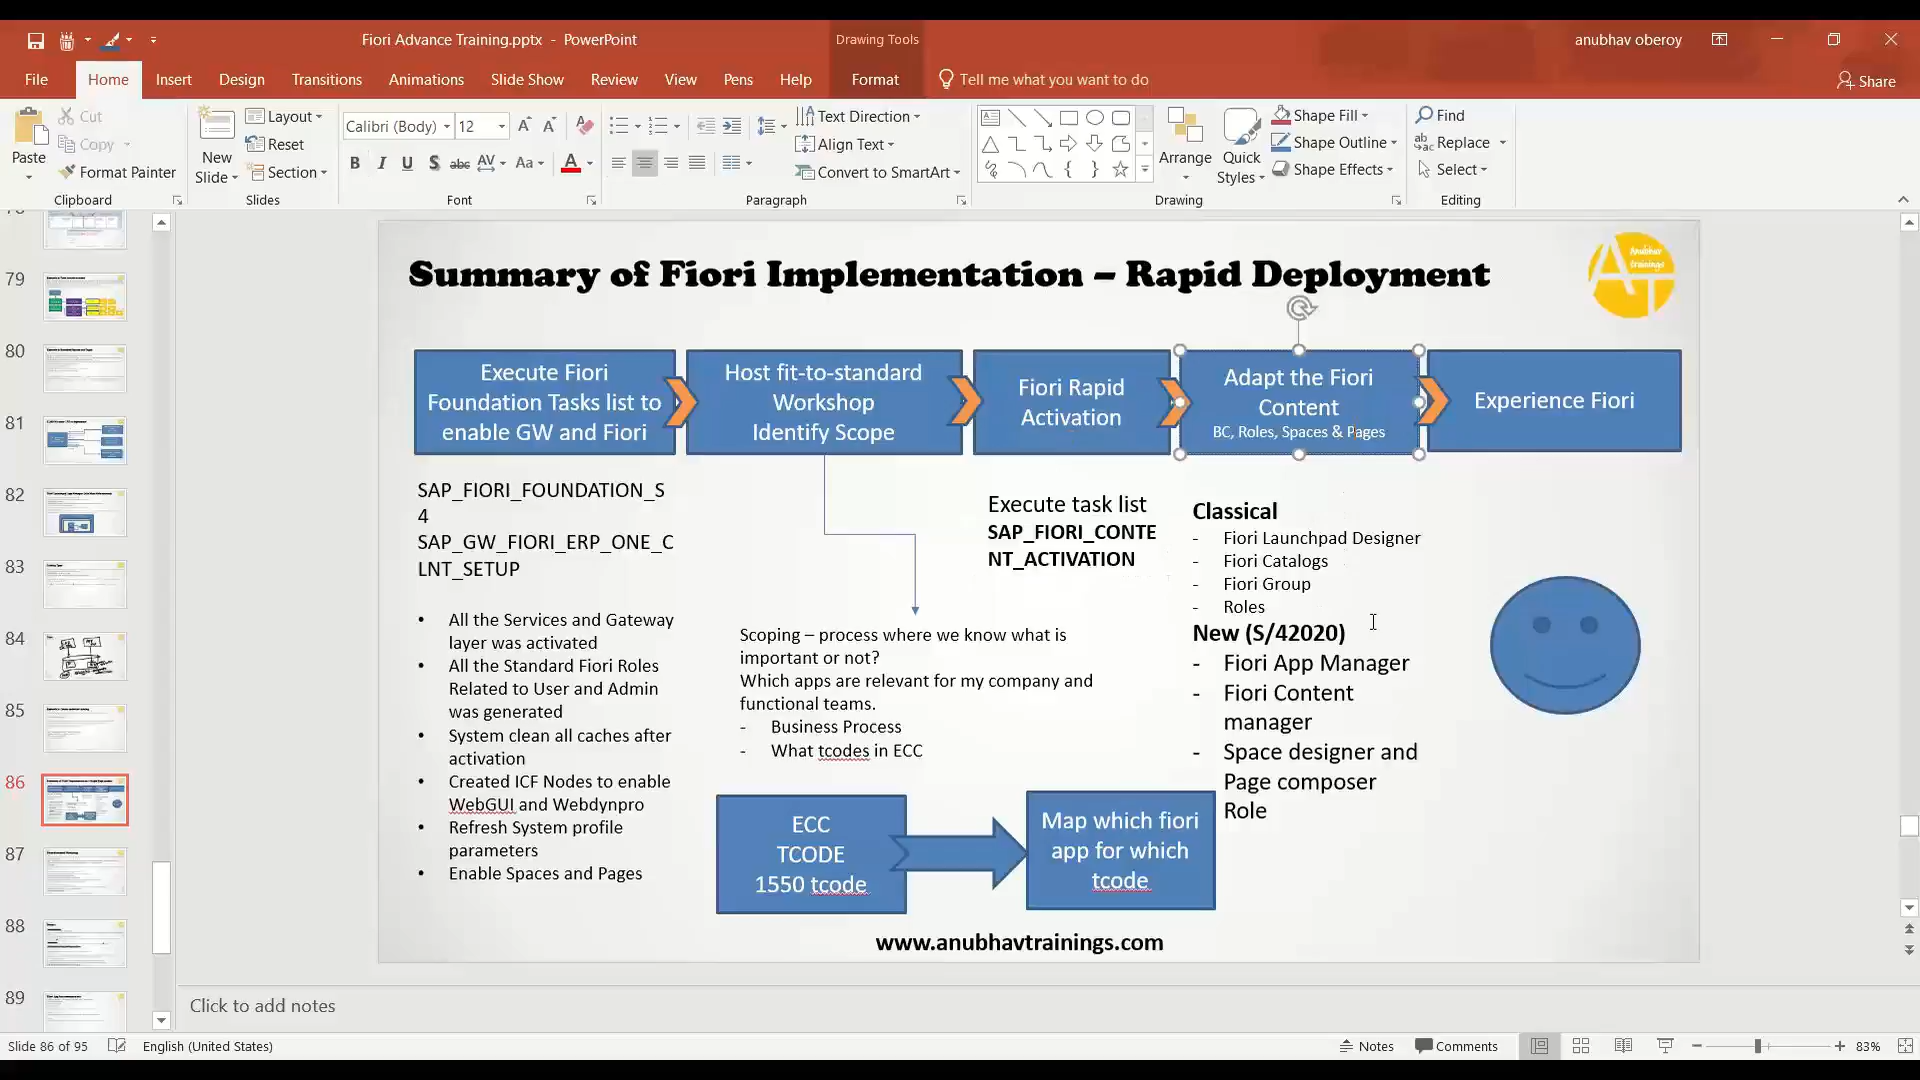 Fiori Advance Training.pptx - PowerPoint
Drawing Tools
anubhav oberoy
File
Home
Insert
Design
Transitions
Animations
Slide Show
Review
View
Pens
Help
Format
Tell me what you want to do
Share
Paste
Cut
Copy
Format Painter
Clipboard
New
Slide
Layout
Reset
Section
Slides
Calibri (Body)
12
Font
Text Direction
Align Text
Convert to SmartArt
Paragraph
Arrange
Quick
Styles
Shape Fill
Shape Outline
Shape Effects
Drawing
Find
Replace
Select
Editing
79
80
81
82
83
84
85
86
87
88
89
Summary of Fiori Implementation – Rapid Deployment
Anubhav
trainings
Execute Fiori
Foundation Tasks list to
enable GW and Fiori
Host fit-to-standard
Workshop
Identify Scope
Fiori Rapid
Activation
Adapt the Fiori
Content
BC, Roles, Spaces & Pages
Experience Fiori
SAP_FIORI_FOUNDATION_S
4
SAP_GW_FIORI_ERP_ONE_C
LNT_SETUP
• All the Services and Gateway
layer was activated
• All the Standard Fiori Roles
Related to User and Admin
was generated
• System clean all caches after
activation
• Created ICF Nodes to enable
WebGUI and Webdynpro
• Refresh System profile
parameters
• Enable Spaces and Pages
Scoping – process where we know what is
important or not?
Which apps are relevant for my company and
functional teams.
- Business Process
- What tcodes in ECC
ECC
TCODE
1550 tcode
Map which fiori
app for which
tcode
Execute task list
SAP_FIORI_CONTE
NT_ACTIVATION
Classical
- Fiori Launchpad Designer
- Fiori Catalogs
- Fiori Group
- Roles
New (S/42020)
- Fiori App Manager
- Fiori Content
manager
- Space designer and
Page composer
Role
www.anubhavtrainings.com
Click to add notes
Slide 86 of 95
English (United States)
Notes
Comments
83%